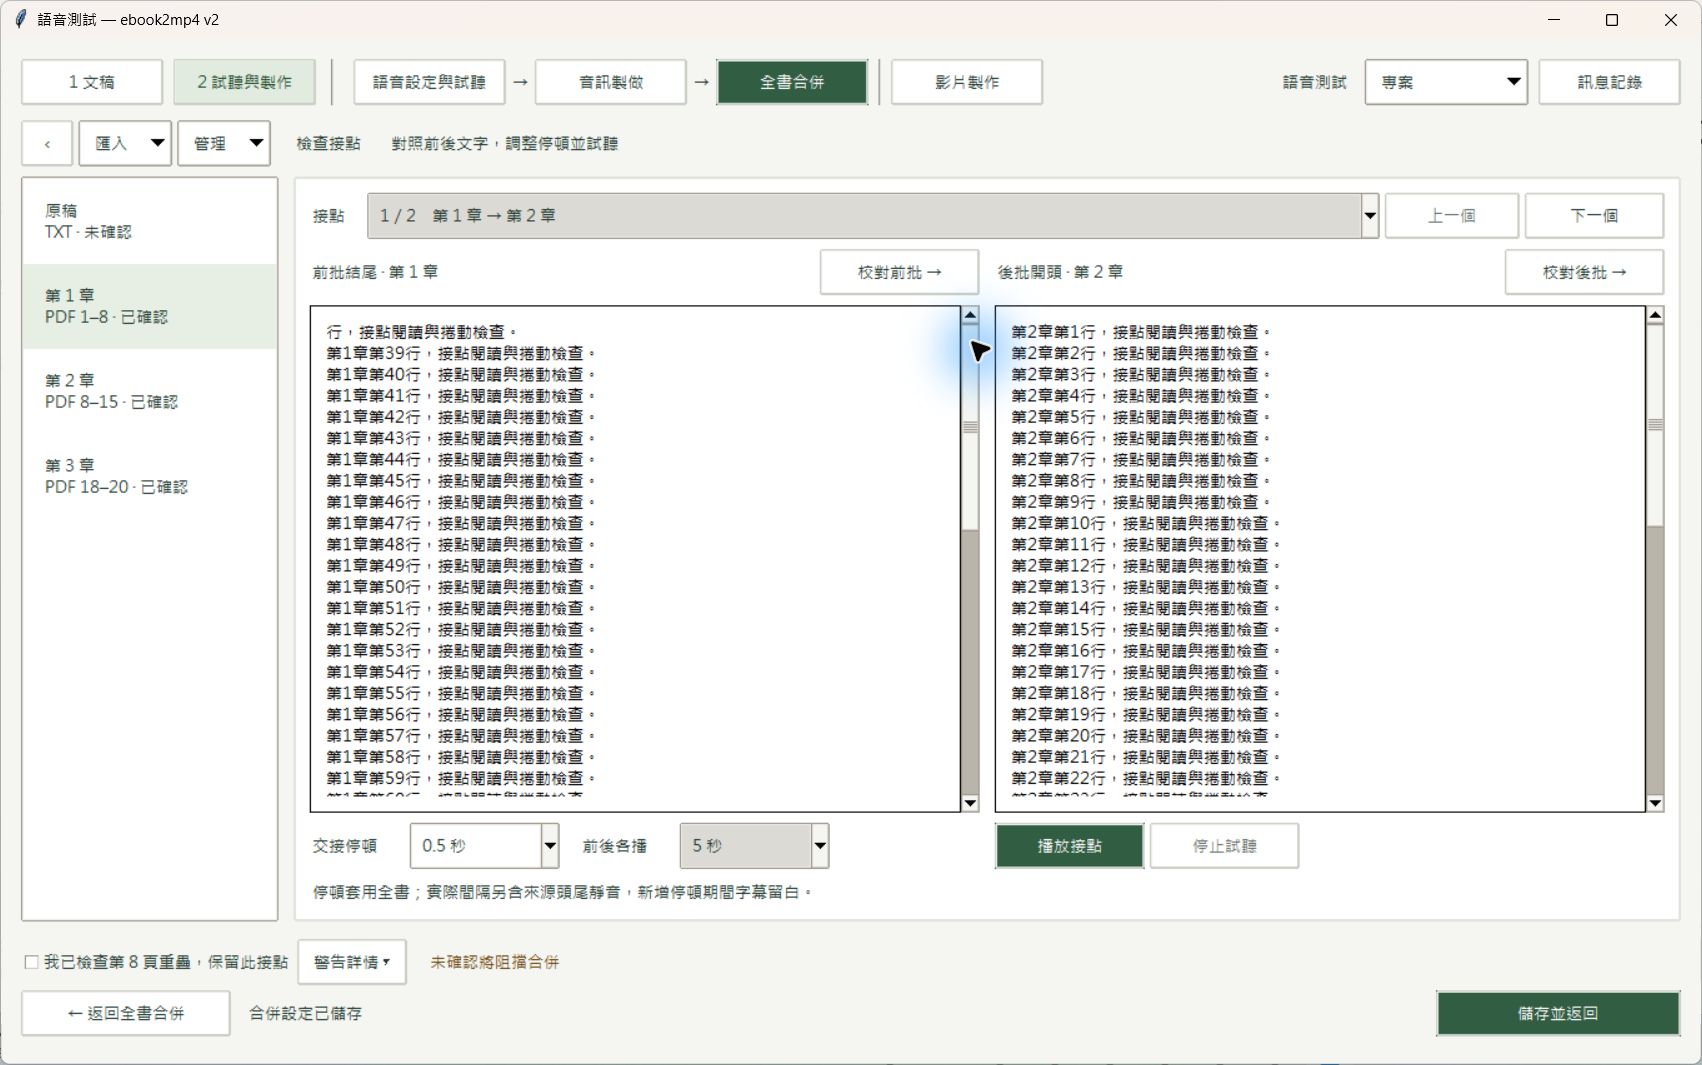 語音測試 — ebook2mp4 v2
1 文稿
2 試聽與製作
語音設定與試聽
→
音訊製做
→
全書合併
影片製作
語音測試
專案
訊息記錄
‹
匯入
管理
檢查接點
對照前後文字，調整停頓並試聽
原稿
TXT · 未確認
第 1 章
PDF 1–8 · 已確認
第 2 章
PDF 8–15 · 已確認
第 3 章
PDF 18–20 · 已確認
接點
1 / 2 第 1 章 → 第 2 章
上一個
下一個
前批結尾 · 第 1 章
校對前批 →
行，接點閱讀與捲動檢查。
第1章第39行，接點閱讀與捲動檢查。
第1章第40行，接點閱讀與捲動檢查。
第1章第41行，接點閱讀與捲動檢查。
第1章第42行，接點閱讀與捲動檢查。
第1章第43行，接點閱讀與捲動檢查。
第1章第44行，接點閱讀與捲動檢查。
第1章第45行，接點閱讀與捲動檢查。
第1章第46行，接點閱讀與捲動檢查。
第1章第47行，接點閱讀與捲動檢查。
第1章第48行，接點閱讀與捲動檢查。
第1章第49行，接點閱讀與捲動檢查。
第1章第50行，接點閱讀與捲動檢查。
第1章第51行，接點閱讀與捲動檢查。
第1章第52行，接點閱讀與捲動檢查。
第1章第53行，接點閱讀與捲動檢查。
第1章第54行，接點閱讀與捲動檢查。
第1章第55行，接點閱讀與捲動檢查。
第1章第56行，接點閱讀與捲動檢查。
第1章第57行，接點閱讀與捲動檢查。
第1章第58行，接點閱讀與捲動檢查。
第1章第59行，接點閱讀與捲動檢查。
後批開頭 · 第 2 章
校對後批 →
第2章第1行，接點閱讀與捲動檢查。
第2章第2行，接點閱讀與捲動檢查。
第2章第3行，接點閱讀與捲動檢查。
第2章第4行，接點閱讀與捲動檢查。
第2章第5行，接點閱讀與捲動檢查。
第2章第6行，接點閱讀與捲動檢查。
第2章第7行，接點閱讀與捲動檢查。
第2章第8行，接點閱讀與捲動檢查。
第2章第9行，接點閱讀與捲動檢查。
第2章第10行，接點閱讀與捲動檢查。
第2章第11行，接點閱讀與捲動檢查。
第2章第12行，接點閱讀與捲動檢查。
第2章第13行，接點閱讀與捲動檢查。
第2章第14行，接點閱讀與捲動檢查。
第2章第15行，接點閱讀與捲動檢查。
第2章第16行，接點閱讀與捲動檢查。
第2章第17行，接點閱讀與捲動檢查。
第2章第18行，接點閱讀與捲動檢查。
第2章第19行，接點閱讀與捲動檢查。
第2章第20行，接點閱讀與捲動檢查。
第2章第21行，接點閱讀與捲動檢查。
第2章第22行，接點閱讀與捲動檢查。
交接停頓
0.5 秒
前後各播
5 秒
播放接點
停止試聽
停頓套用全書；實際間隔另含來源頭尾靜音，新增停頓期間字幕留白。
我已檢查第 8 頁重疊，保留此接點
警告詳情 ▾
未確認將阻擋合併
← 返回全書合併
合併設定已儲存
儲存並返回